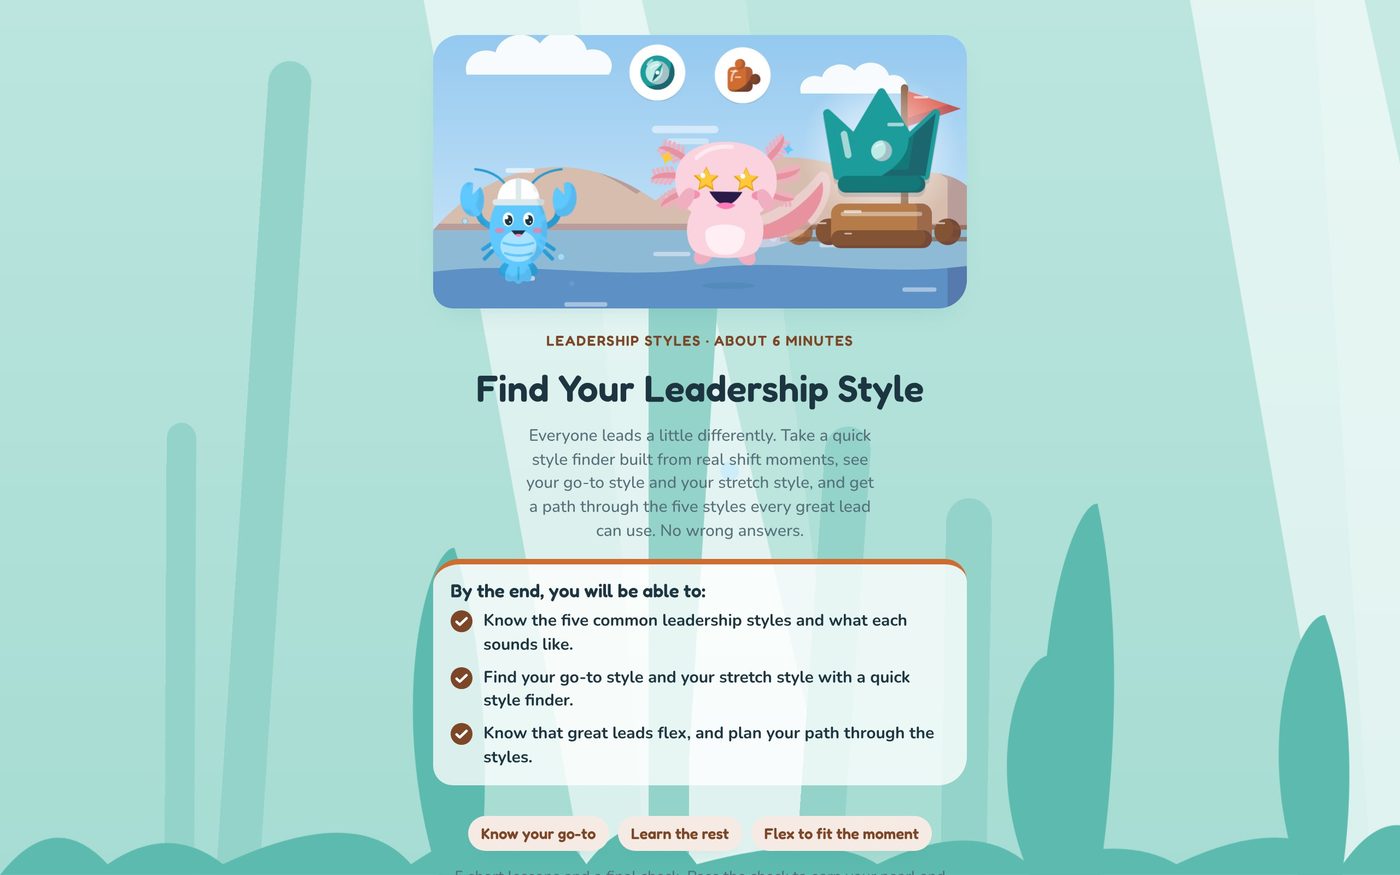 LEADERSHIP STYLES · ABOUT 6 MINUTES
Find Your Leadership Style
Everyone leads a little differently. Take a quick
style finder built from real shift moments, see
your go-to style and your stretch style, and get
a path through the five styles every great lead
can use. No wrong answers.
By the end, you will be able to:
Know the five common leadership styles and what each
sounds like.
Find your go-to style and your stretch style with a quick
style finder.
Know that great leads flex, and plan your path through the
styles.
Know your go-to
Learn the rest
Flex to fit the moment